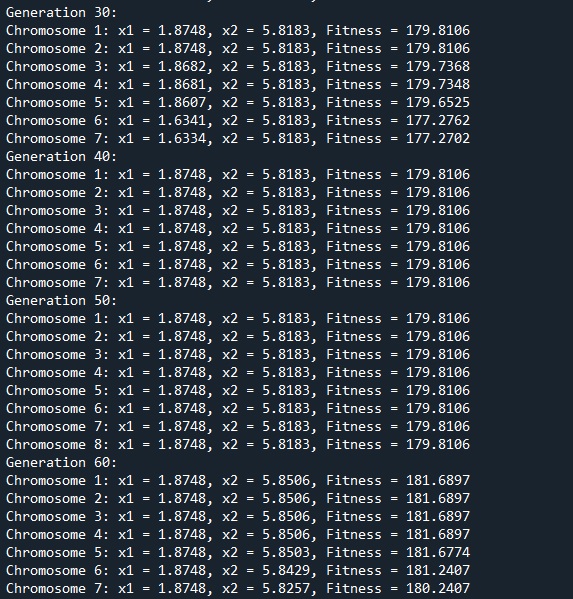 Generation 30:
Chromosome 1: x1 = 1.8748, x2 = 5.8183, Fitness = 179.8106
Chromosome 2: x1 = 1.8748, x2 = 5.8183, Fitness = 179.8106
Chromosome 3: x1 = 1.8682, x2 = 5.8183, Fitness = 179.7368
Chromosome 4: x1 = 1.8681, x2 = 5.8183, Fitness = 179.7348
Chromosome 5: x1 = 1.8607, x2 = 5.8183, Fitness = 179.6525
Chromosome 6: x1 = 1.6341, x2 = 5.8183, Fitness = 177.2762
Chromosome 7: x1 = 1.6334, x2 = 5.8183, Fitness = 177.2702
Generation 40:
Chromosome 1: x1 = 1.8748, x2 = 5.8183, Fitness = 179.8106
Chromosome 2: x1 = 1.8748, x2 = 5.8183, Fitness = 179.8106
Chromosome 3: x1 = 1.8748, x2 = 5.8183, Fitness = 179.8106
Chromosome 4: x1 = 1.8748, x2 = 5.8183, Fitness = 179.8106
Chromosome 5: x1 = 1.8748, x2 = 5.8183, Fitness = 179.8106
Chromosome 6: x1 = 1.8748, x2 = 5.8183, Fitness = 179.8106
Chromosome 7: x1 = 1.8748, x2 = 5.8183, Fitness = 179.8106
Generation 50:
Chromosome 1: x1 = 1.8748, x2 = 5.8183, Fitness = 179.8106
Chromosome 2: x1 = 1.8748, x2 = 5.8183, Fitness = 179.8106
Chromosome 3: x1 = 1.8748, x2 = 5.8183, Fitness = 179.8106
Chromosome 4: x1 = 1.8748, x2 = 5.8183, Fitness = 179.8106
Chromosome 5: x1 = 1.8748, x2 = 5.8183, Fitness = 179.8106
Chromosome 6: x1 = 1.8748, x2 = 5.8183, Fitness = 179.8106
Chromosome 7: x1 = 1.8748, x2 = 5.8183, Fitness = 179.8106
Chromosome 8: x1 = 1.8748, x2 = 5.8183, Fitness = 179.8106
Generation 60:
Chromosome 1: x1 = 1.8748, x2 = 5.8506, Fitness = 181.6897
Chromosome 2: x1 = 1.8748, x2 = 5.8506, Fitness = 181.6897
Chromosome 3: x1 = 1.8748, x2 = 5.8506, Fitness = 181.6897
Chromosome 4: x1 = 1.8748, x2 = 5.8506, Fitness = 181.6897
Chromosome 5: x1 = 1.8748, x2 = 5.8503, Fitness = 181.6774
Chromosome 6: x1 = 1.8748, x2 = 5.8429, Fitness = 181.2407
Chromosome 7: x1 = 1.8748, x2 = 5.8257, Fitness = 180.2407